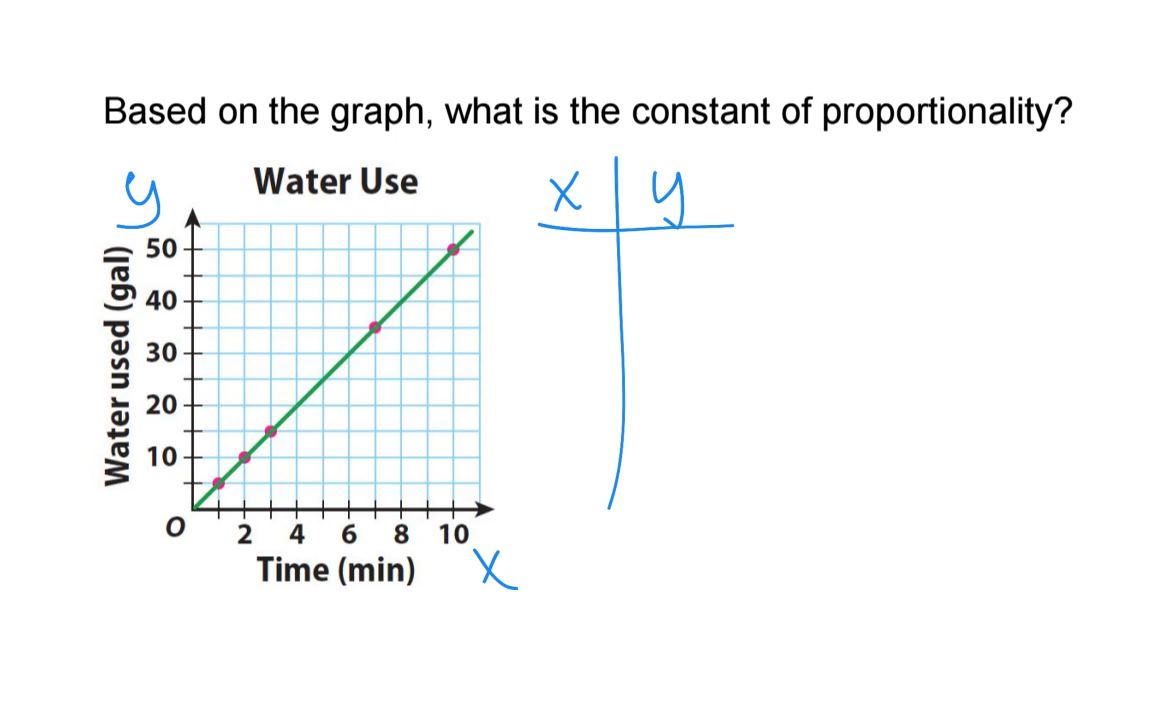 Based on the graph, what is the constant of proportionality?
y
Water Use
x y
Water used (gal)
50
40
30
20
10
O
2 4 6 8 10
Time (min)
x